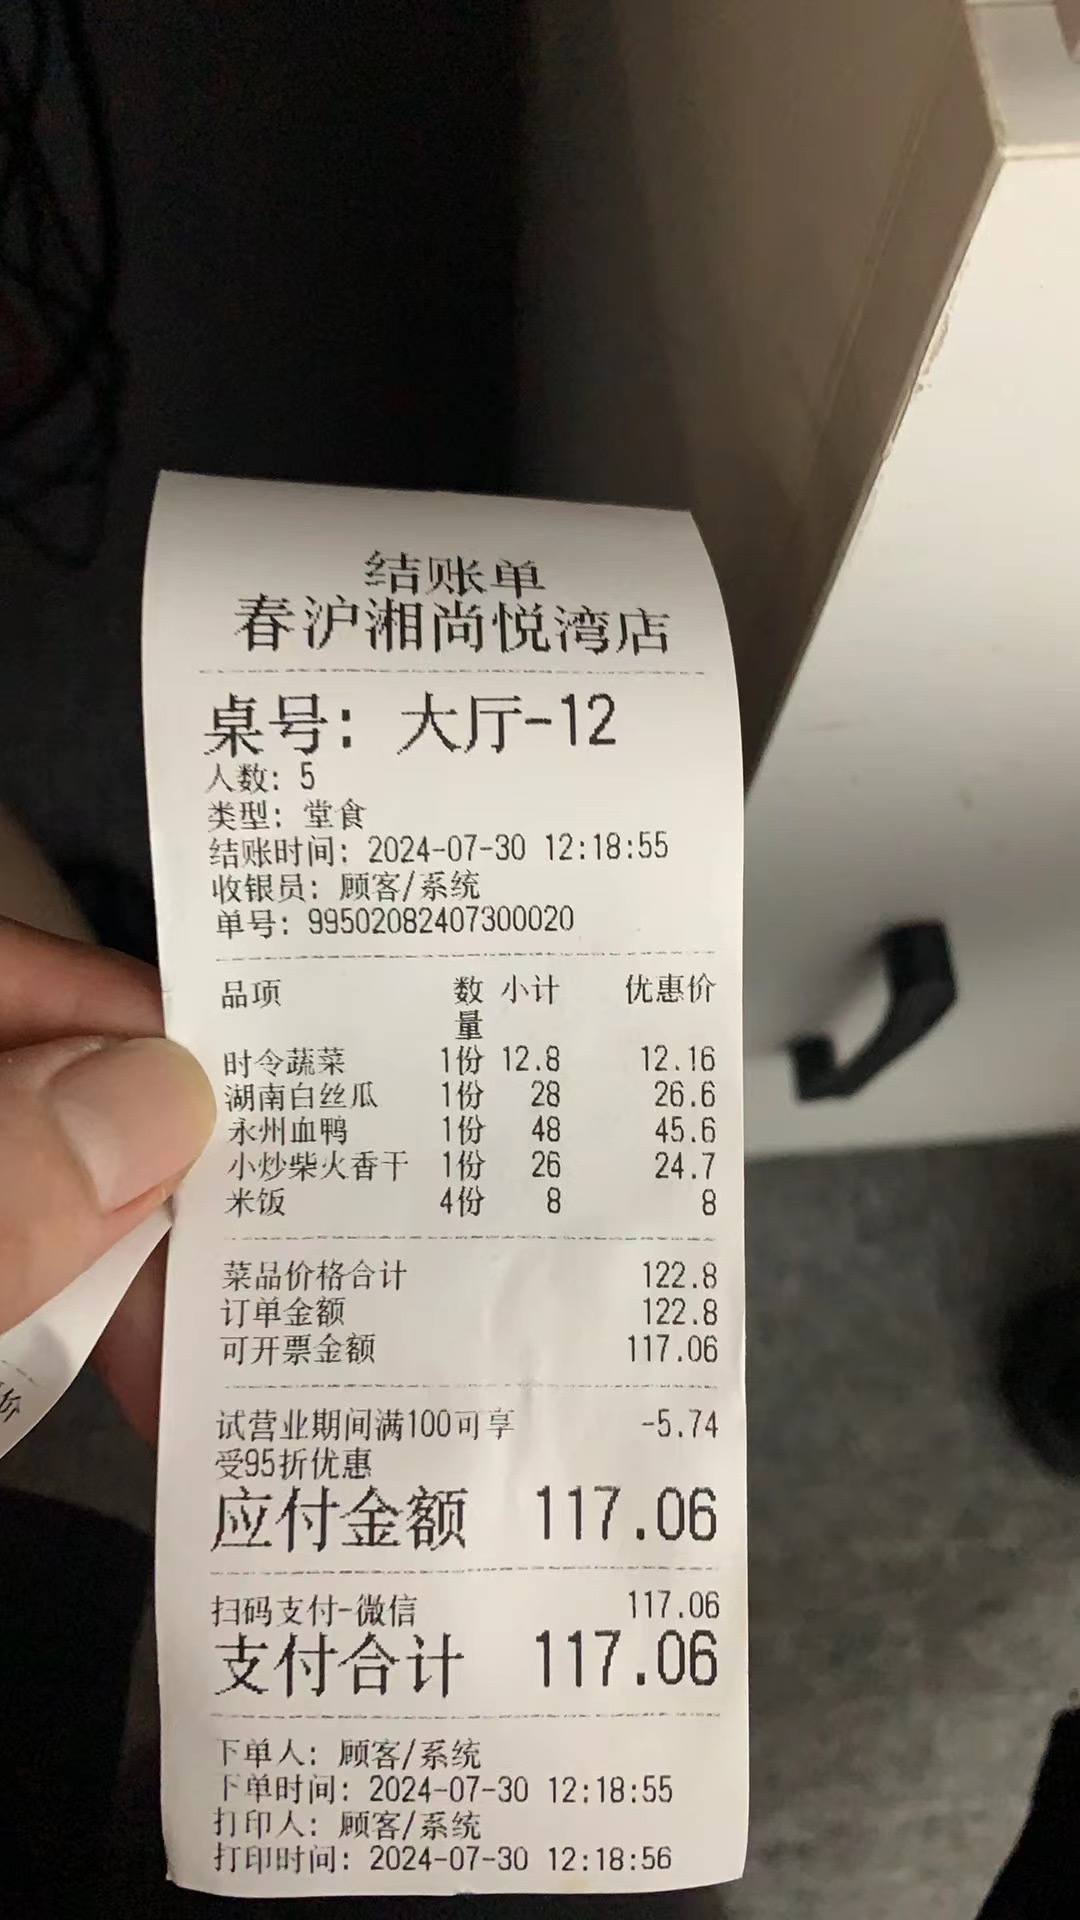 结账单
春沪湘尚悦湾店
桌号: 大厅-12
人数: 5
类型: 堂食
结账时间: 2024-07-30 12:18:55
收银员: 顾客/系统
单号: 99502082407300020
品项 数量 小计 优惠价
时令蔬菜 1份 12.8 12.16
湖南白丝瓜 1份 28 26.6
永州血鸭 1份 48 45.6
小炒柴火香干 1份 26 24.7
米饭 4份 8 8
菜品价格合计 122.8
订单金额 122.8
可开票金额 117.06
试营业期间满100可享 -5.74
受95折优惠
应付金额 117.06
扫码支付-微信 117.06
支付合计 117.06
下单人: 顾客/系统
下单时间: 2024-07-30 12:18:55
打印人: 顾客/系统
打印时间: 2024-07-30 12:18:56